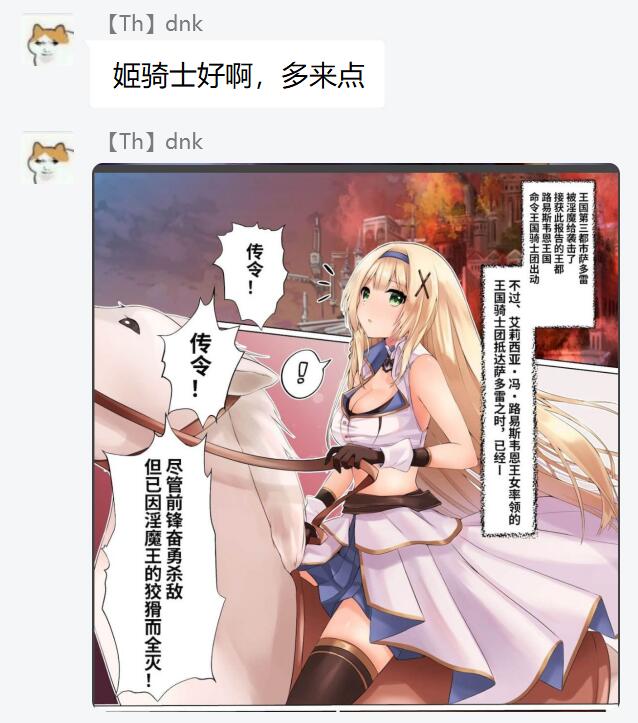 【Th】dnk
姬骑士好啊，多来点
【Th】dnk
王国第三都市萨多雷
被淫魔给袭击了
接获此报告的王都
路易斯韦恩王国
命令王国骑士团出动
不过、艾莉西亚·冯·路易斯韦恩王女率领的
王国骑士团抵达萨多雷之时，已经ー
传令！
传令！
！
尽管前锋奋勇杀敌
但已因淫魔王的狡猾而全灭！